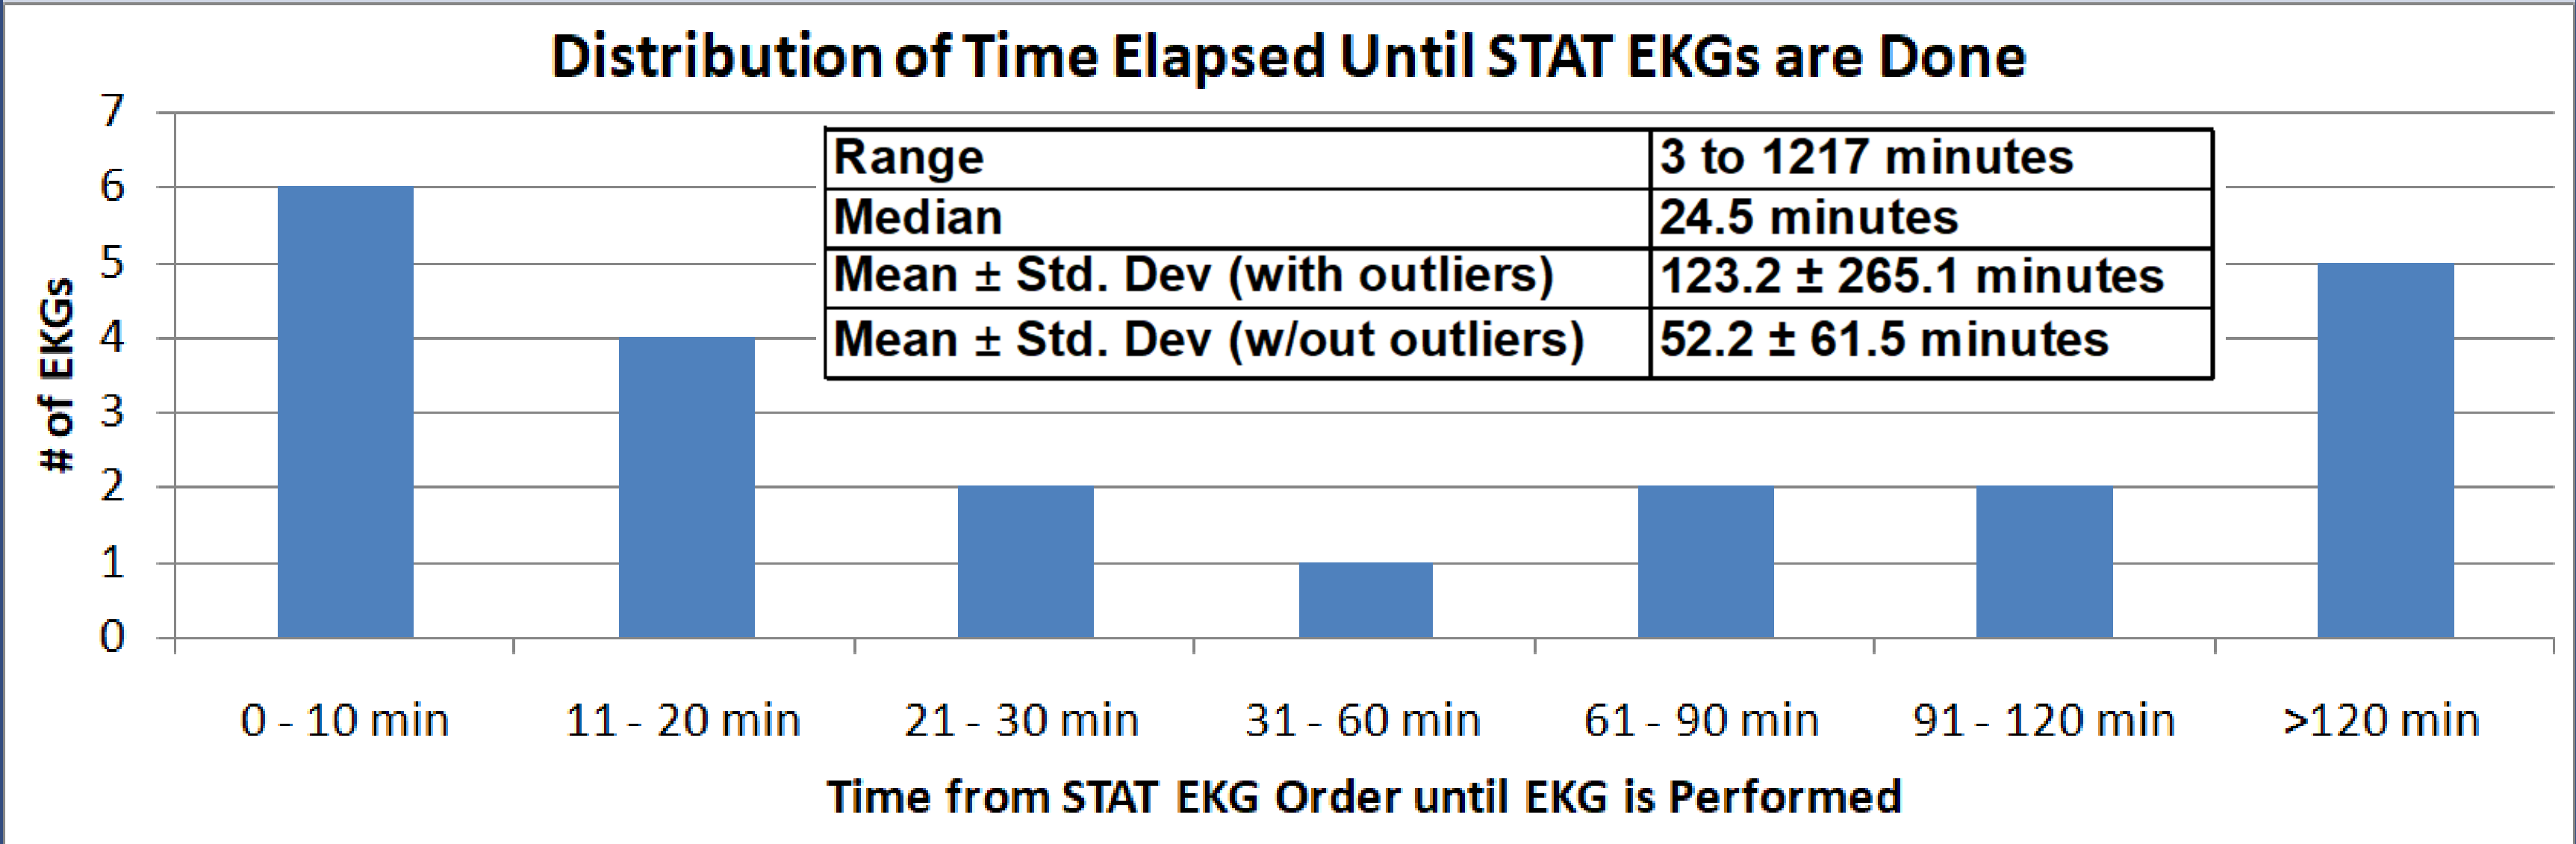 Distribution of Time Elapsed Until STAT EKGs are Done
7
6
5
4
3
2
1
0
# of EKGs
Range 3 to 1217 minutes
Median 24.5 minutes
Mean ± Std. Dev (with outliers) 123.2 ± 265.1 minutes
Mean ± Std. Dev (w/out outliers) 52.2 ± 61.5 minutes
0 - 10 min 11 - 20 min 21 - 30 min 31 - 60 min 61 - 90 min 91 - 120 min >120 min
Time from STAT EKG Order until EKG is Performed